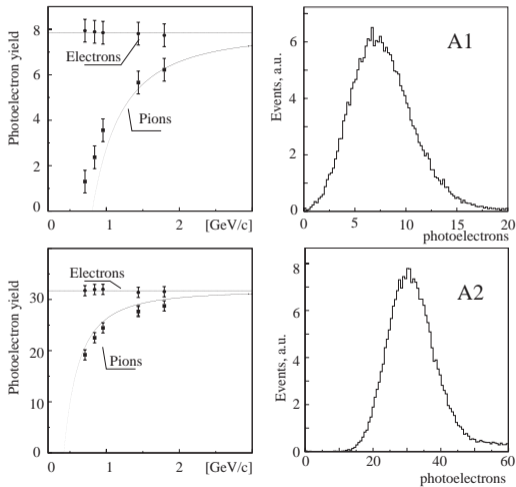 Photoelectron yield
8
6
4
2
0
Electrons
Pions
0
1
2
[GeV/c]
Events, a.u.
6
4
2
0
A1
0
5
10
15
20
photoelectrons
Photoelectron yield
30
20
10
0
Electrons
Pions
0
1
2
[GeV/c]
Events, a.u.
8
6
4
2
0
A2
0
20
40
60
photoelectrons